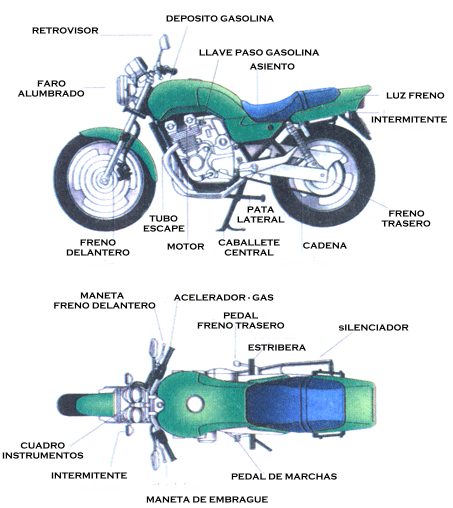 DEPOSITO GASOLINA
RETROVISOR
LLAVE PASO GASOLINA
ASIENTO
FARO
ALUMBRADO
LUZ FRENO
INTERMITENTE
PATA
LATERAL
FRENO
TRASERO
TUBO
ESCAPE
FRENO
DELANTERO
MOTOR
CABALLETE
CENTRAL
CADENA
MANETA
FRENO DELANTERO
ACELERADOR - GAS
PEDAL
FRENO TRASERO
sILENCIADOR
ESTRIBERA
CUADRO
INSTRUMENTOS
INTERMITENTE
PEDAL DE MARCHAS
MANETA DE EMBRAGUE